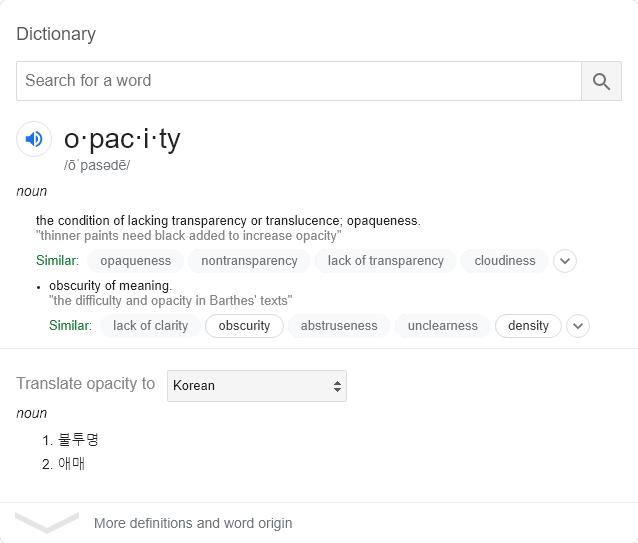 Dictionary
Search for a word
o·pac·i·ty
/ōˈpasədē/
noun
the condition of lacking transparency or translucence; opaqueness.
"thinner paints need black added to increase opacity"
Similar: opaqueness nontransparency lack of transparency cloudiness
• obscurity of meaning.
"the difficulty and opacity in Barthes' texts"
Similar: lack of clarity obscurity abstruseness unclearness density
Translate opacity to Korean
noun
1. 불투명
2. 애매
More definitions and word origin